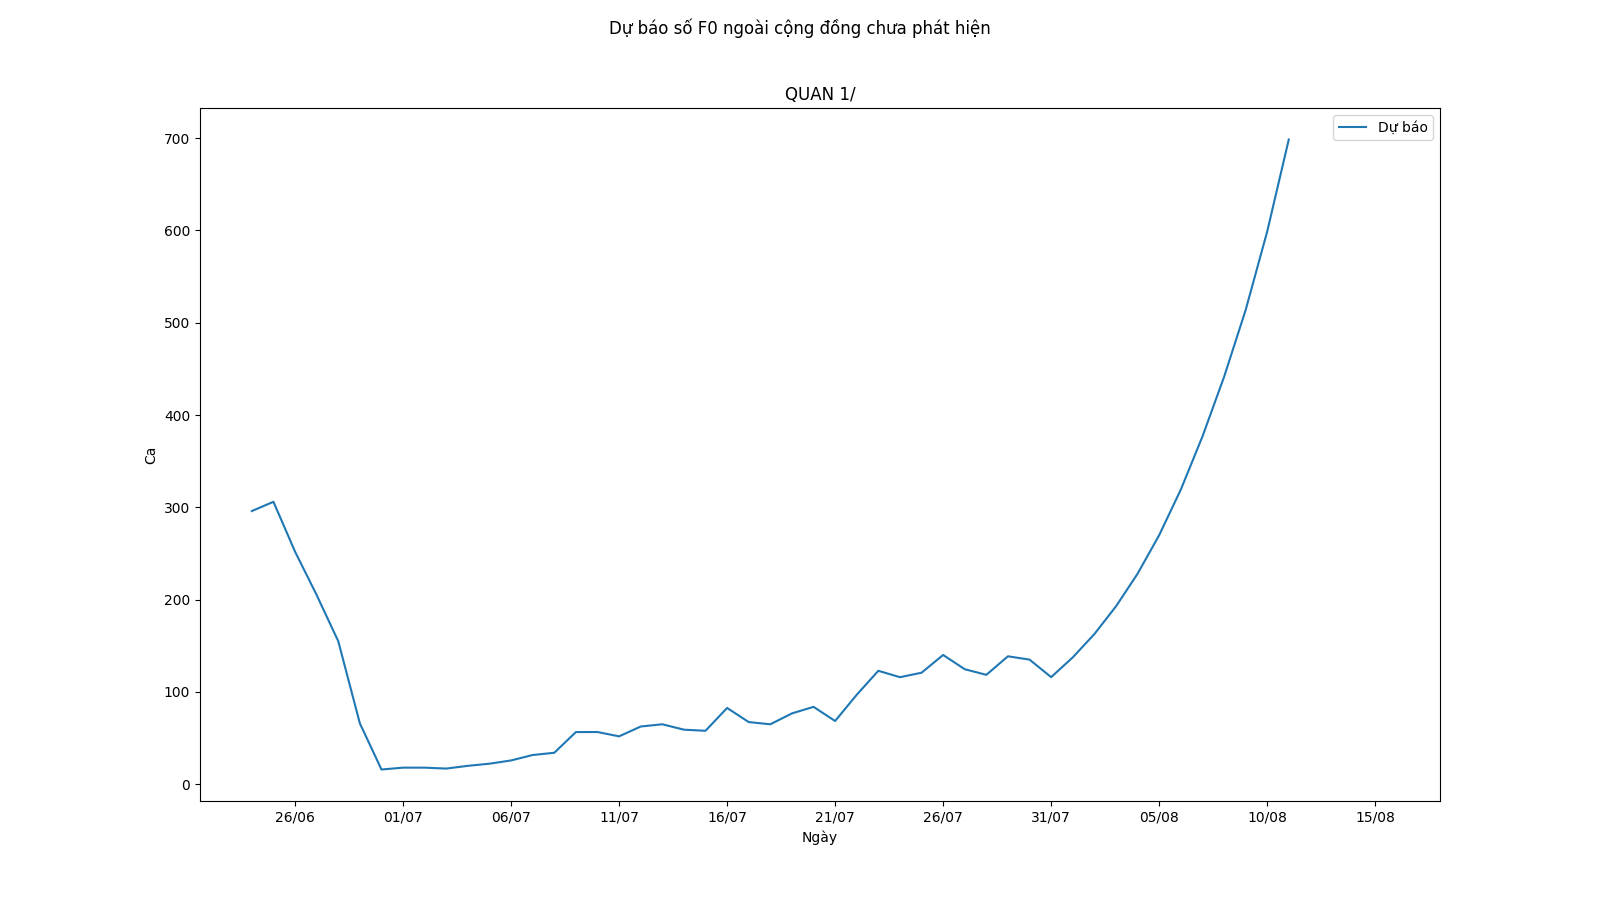 Dự báo số F0 ngoài cộng đồng chưa phát hiện
QUAN 1/
Dự báo
700
600
500
400
300
200
100
0
Ca
26/06 01/07 06/07 11/07 16/07 21/07 26/07 31/07 05/08 10/08 15/08
Ngày